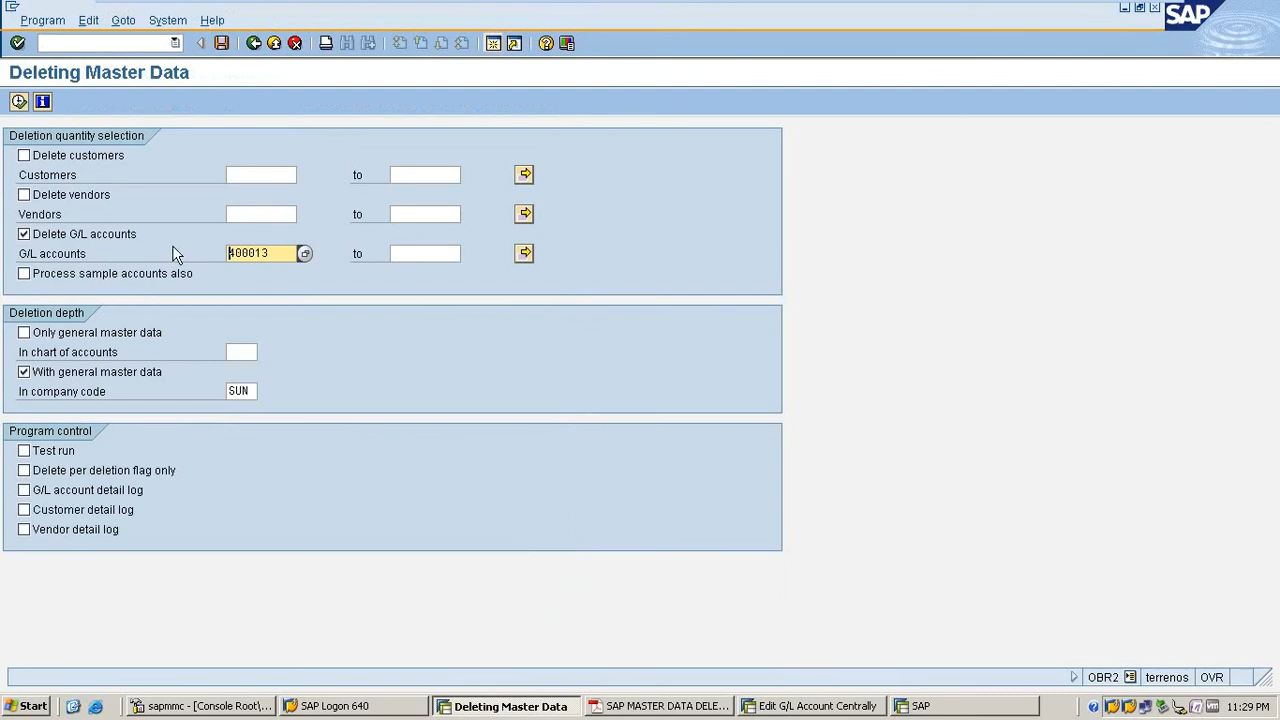 Program Edit Goto System Help
SAP
Deleting Master Data
Deletion quantity selection
Delete customers
Customers to
Delete vendors
Vendors to
Delete G/L accounts
G/L accounts 400013 to
Process sample accounts also
Deletion depth
Only general master data
In chart of accounts
With general master data
In company code SUN
Program control
Test run
Delete per deletion flag only
G/L account detail log
Customer detail log
Vendor detail log
OBR2 terrenos OVR
Start sapmmc - [Console Root\... SAP Logon 640 Deleting Master Data SAP MASTER DATA DELE... Edit G/L Account Centrally SAP 11:29 PM